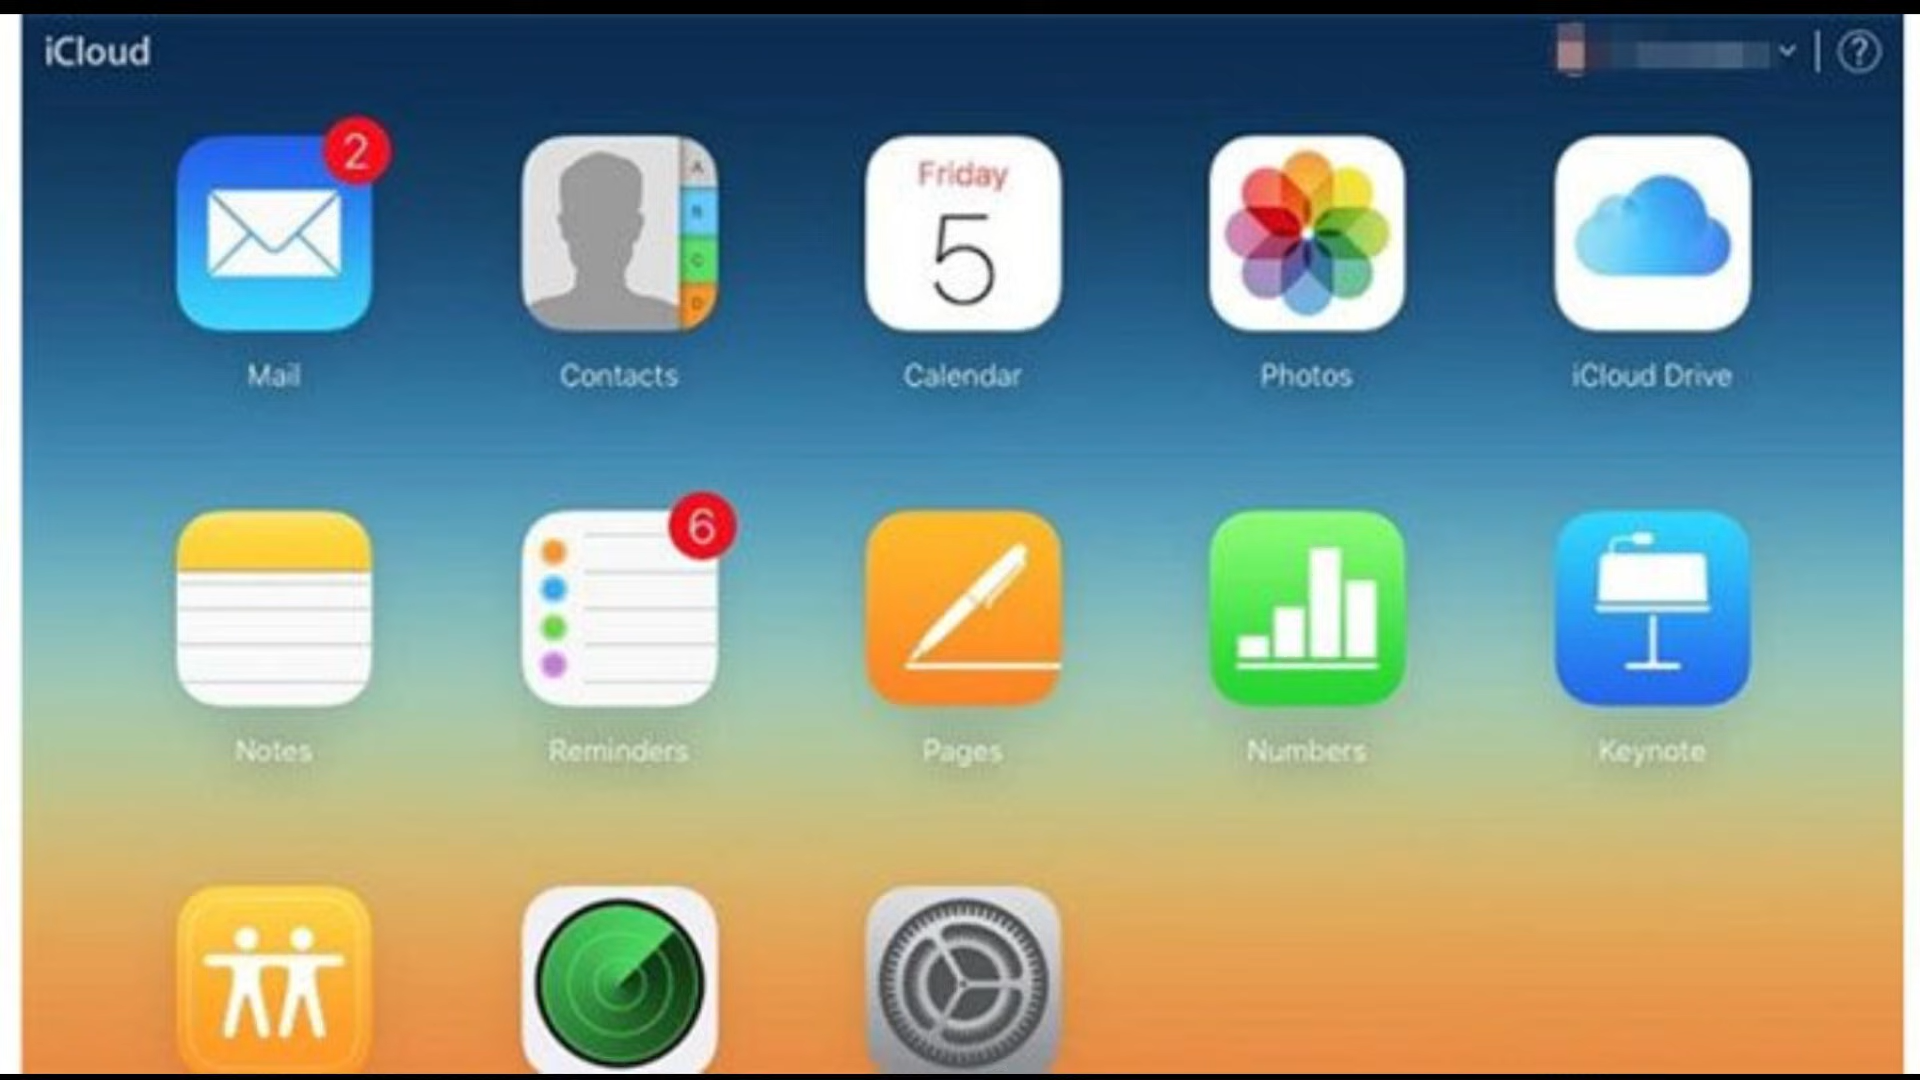 iCloud
?
2
6
Friday
5
A
B
C
D
Mail
Contacts
Calendar
Photos
iCloud Drive
Notes
Reminders
Pages
Numbers
Keynote